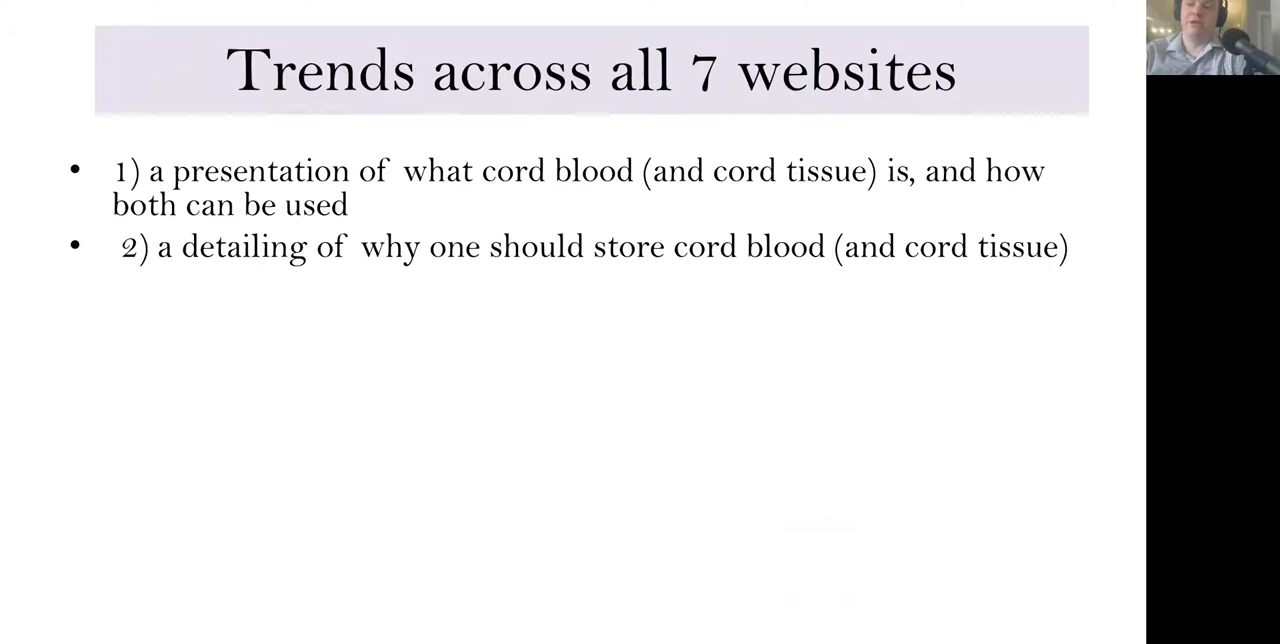 Trends across all 7 websites
• 1) a presentation of what cord blood (and cord tissue) is, and how
both can be used
• 2) a detailing of why one should store cord blood (and cord tissue)